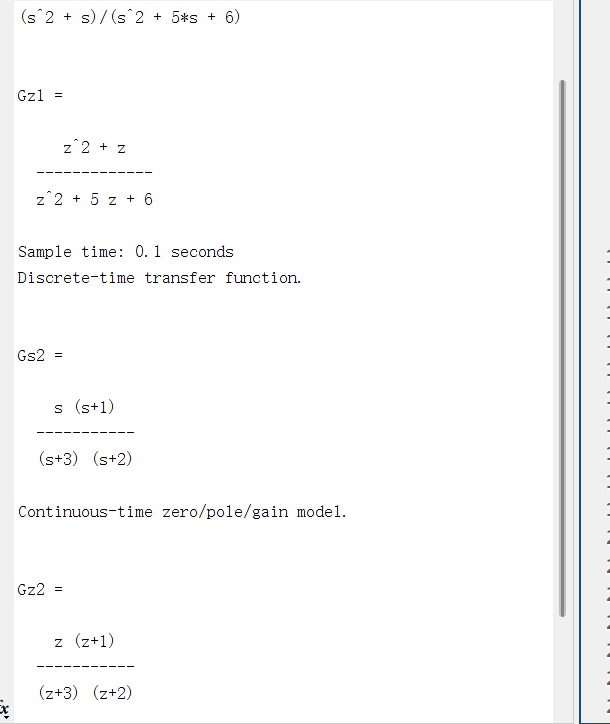 (s^2 + s)/(s^2 + 5*s + 6)
Gz1 =
z^2 + z
-------------
z^2 + 5 z + 6
Sample time: 0.1 seconds
Discrete-time transfer function.
Gs2 =
s (s+1)
-----------
(s+3) (s+2)
Continuous-time zero/pole/gain model.
Gz2 =
z (z+1)
-----------
(z+3) (z+2)